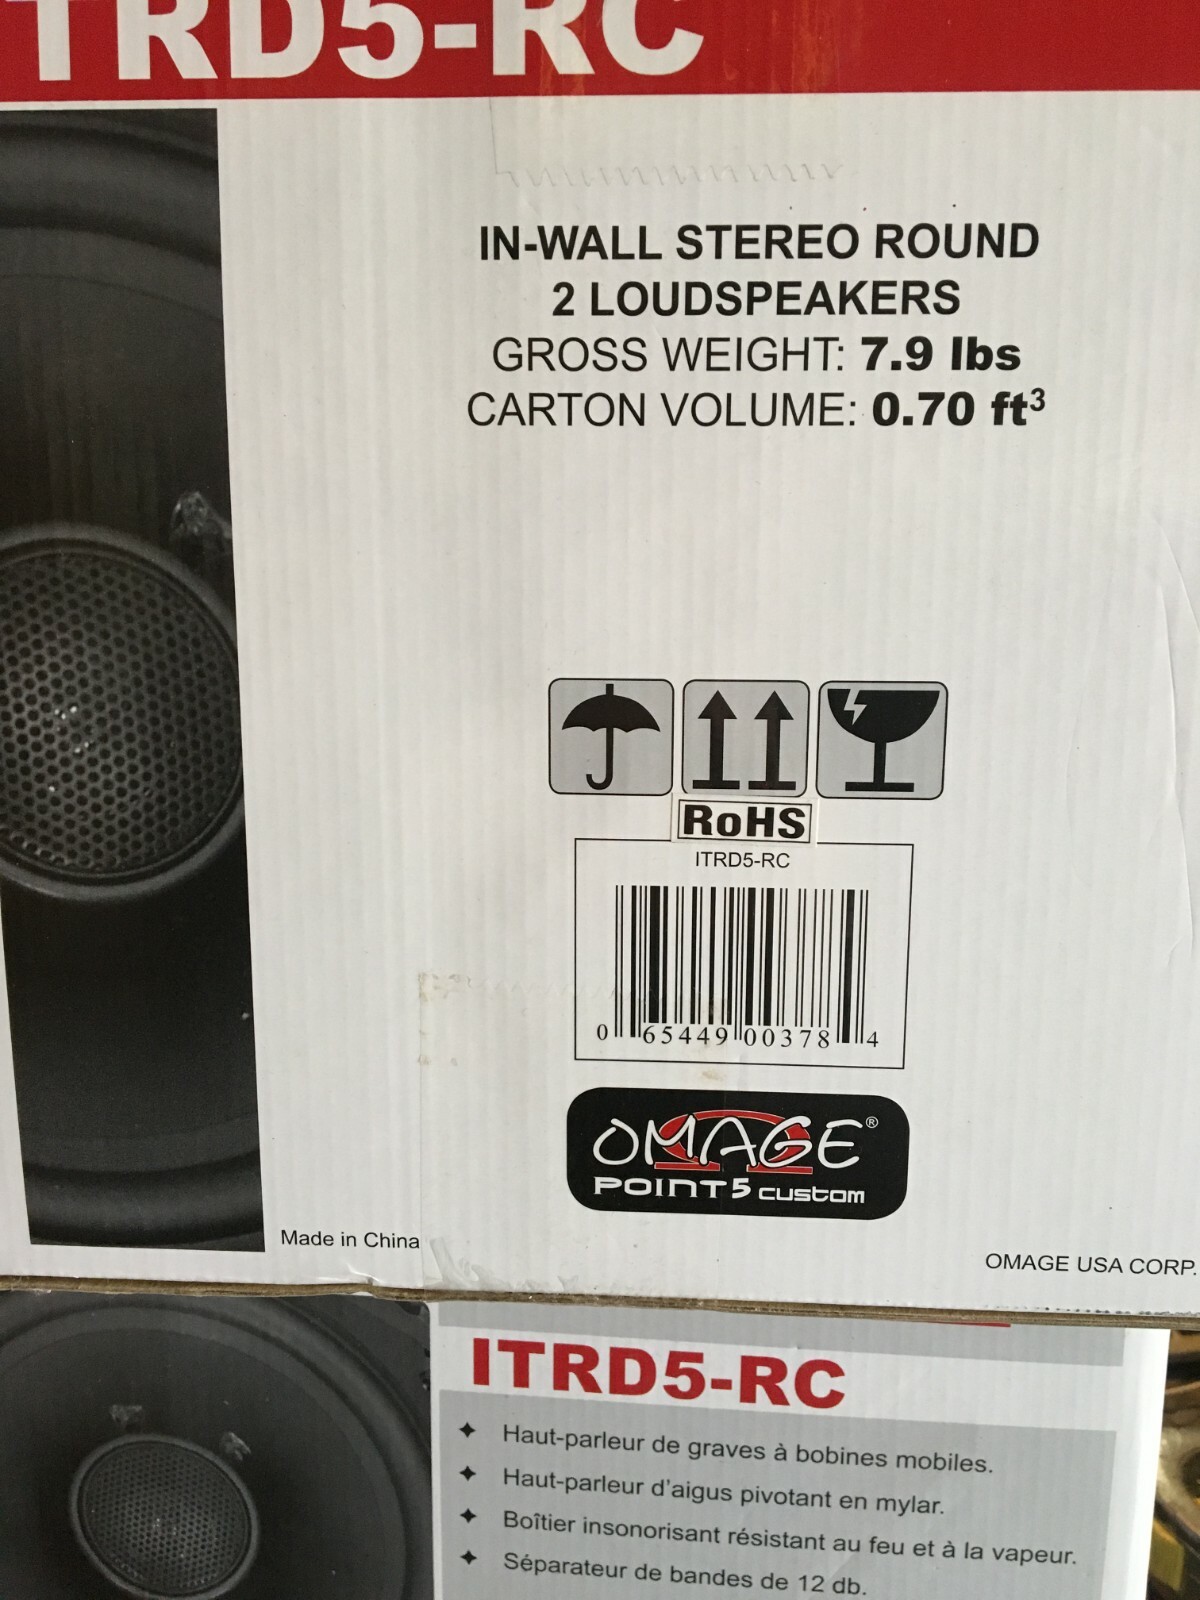 TRD5-RC
IN-WALL STEREO ROUND
2 LOUDSPEAKERS
GROSS WEIGHT: 7.9 lbs
CARTON VOLUME: 0.70 ft³
RoHS
ITRD5-RC
0 65449 00378 4
OMAGE®
POINT5 custom
Made in China
OMAGE USA CORP.
ITRD5-RC
✦ Haut-parleur de graves à bobines mobiles.
✦ Haut-parleur d'aigus pivotant en mylar.
✦ Boîtier insonorisant résistant au feu et à la vapeur.
✦ Séparateur de bandes de 12 db.